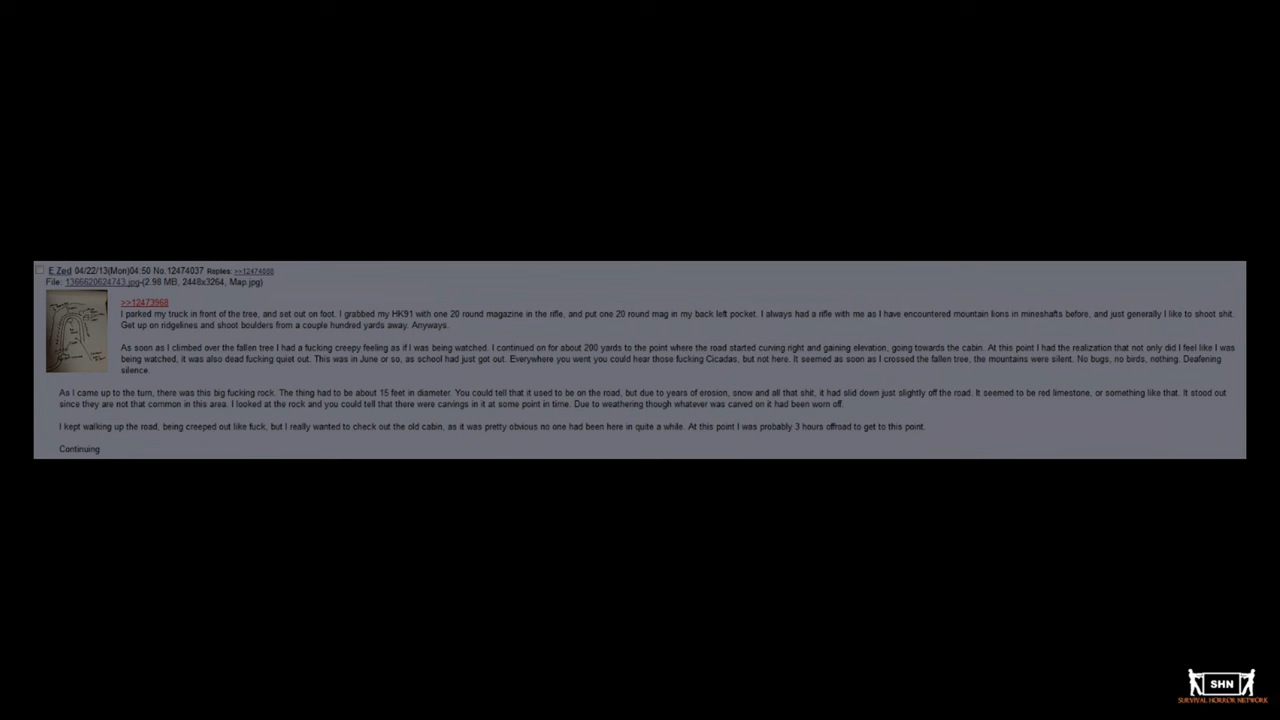 E Zed 04/22/13(Mon)04:50 No.12474037 Replies: >>12474088
File: 1366620624743.jpg-(2.98 MB, 2448x3264, Map.jpg)
>>12473968
I parked my truck in front of the tree, and set out on foot. I grabbed my HK91 with one 20 round magazine in the rifle, and put one 20 round mag in my back left pocket. I always had a rifle with me as I have encountered mountain lions in mineshafts before, and just generally I like to shoot shit.
Get up on ridgelines and shoot boulders from a couple hundred yards away. Anyways.
As soon as I climbed over the fallen tree I had a fucking creepy feeling as if I was being watched. I continued on for about 200 yards to the point where the road started curving right and gaining elevation, going towards the cabin. At this point I had the realization that not only did I feel like I was
being watched, it was also dead fucking quiet out. This was in June or so, as school had just got out. Everywhere you went you could hear those fucking Cicadas, but not here. It seemed as soon as I crossed the fallen tree, the mountains were silent. No bugs, no birds, nothing. Deafening
silence.
As I came up to the turn, there was this big fucking rock. The thing had to be about 15 feet in diameter. You could tell that it used to be on the road, but due to years of erosion, snow and all that shit, it had slid down just slightly off the road. It seemed to be red limestone, or something like that. It stood out
since they are not that common in this area. I looked at the rock and you could tell that there were carvings in it at some point in time. Due to weathering though whatever was carved on it had been worn off.
I kept walking up the road, being creeped out like fuck, but I really wanted to check out the old cabin, as it was pretty obvious no one had been here in quite a while. At this point I was probably 3 hours offroad to get to this point.
Continuing
SHN
SURVIVAL HORROR NETWORK